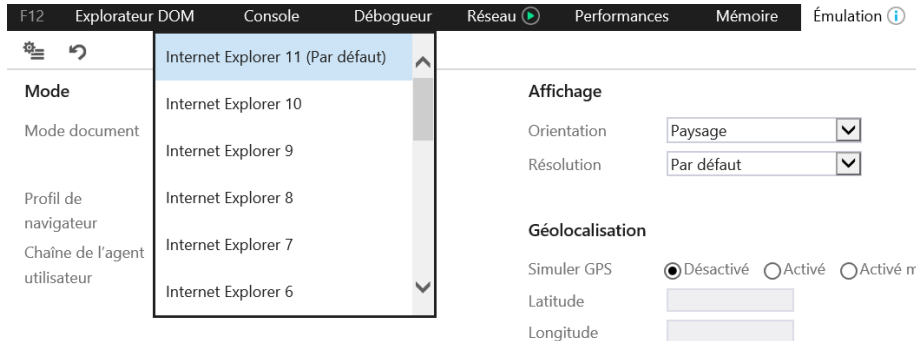 F12 Explorateur DOM Console Débogueur Réseau Performances Mémoire Émulation
Mode
Mode document
Profil de
navigateur
Chaîne de l'agent
utilisateur
Internet Explorer 11 (Par défaut)
Internet Explorer 10
Internet Explorer 9
Internet Explorer 8
Internet Explorer 7
Internet Explorer 6
Affichage
Orientation Paysage
Résolution Par défaut
Géolocalisation
Simuler GPS Désactivé Activé Activé m
Latitude
Longitude